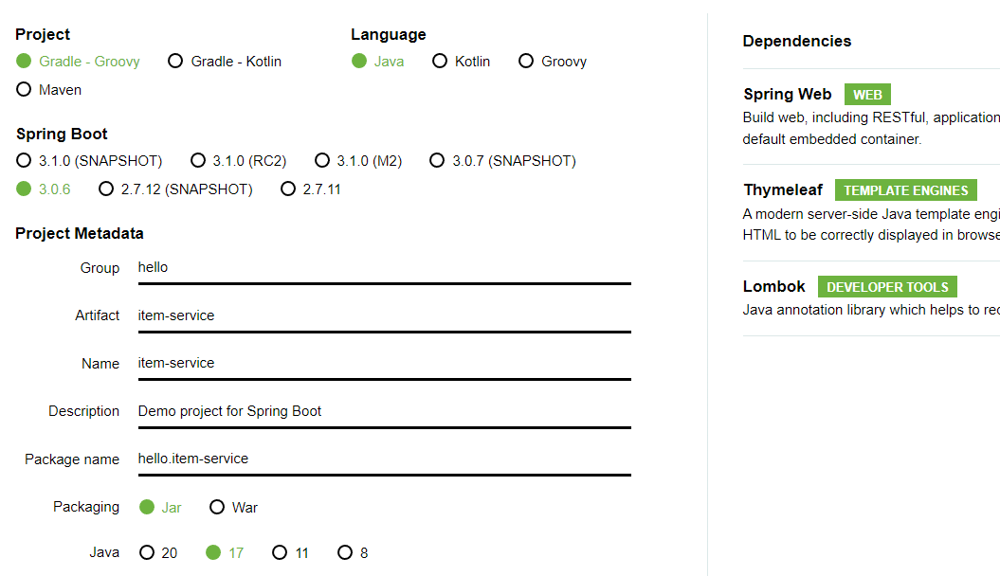 Project
Gradle - Groovy Gradle - Kotlin
Maven
Language
Java Kotlin Groovy
Spring Boot
3.1.0 (SNAPSHOT) 3.1.0 (RC2) 3.1.0 (M2) 3.0.7 (SNAPSHOT)
3.0.6 2.7.12 (SNAPSHOT) 2.7.11
Project Metadata
Group hello
Artifact item-service
Name item-service
Description Demo project for Spring Boot
Package name hello.item-service
Packaging Jar War
Java 20 17 11 8
Dependencies
Spring Web WEB
Build web, including RESTful, application
default embedded container.
Thymeleaf TEMPLATE ENGINES
A modern server-side Java template engi
HTML to be correctly displayed in browse
Lombok DEVELOPER TOOLS
Java annotation library which helps to rec